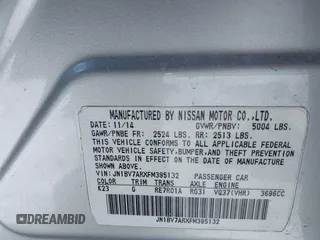 MANUFACTURED BY NISSAN MOTOR CO.,LTD.
DATE: 11/14 GVWR/PNBV: 5004 LBS.
GAWR/PNBE FR: 2524 LBS. RR: 2513 LBS.
THIS VEHICLE CONFORMS TO ALL APPLICABLE FEDERAL
MOTOR VEHICLE SAFETY, BUMPER, AND THEFT PREVENTION
STANDARDS IN EFFECT ON THE DATE OF MANUFACTURE
SHOWN ABOVE.
PASSENGER CAR
VIN: JN1BV7ARXFM395132
COLOR TRIM TRANS AXLE ENGINE
K23 G RE7R01A RG31 VQ37(VHR) 3696CC
JN1BV7ARXFM395132
DREAMBID